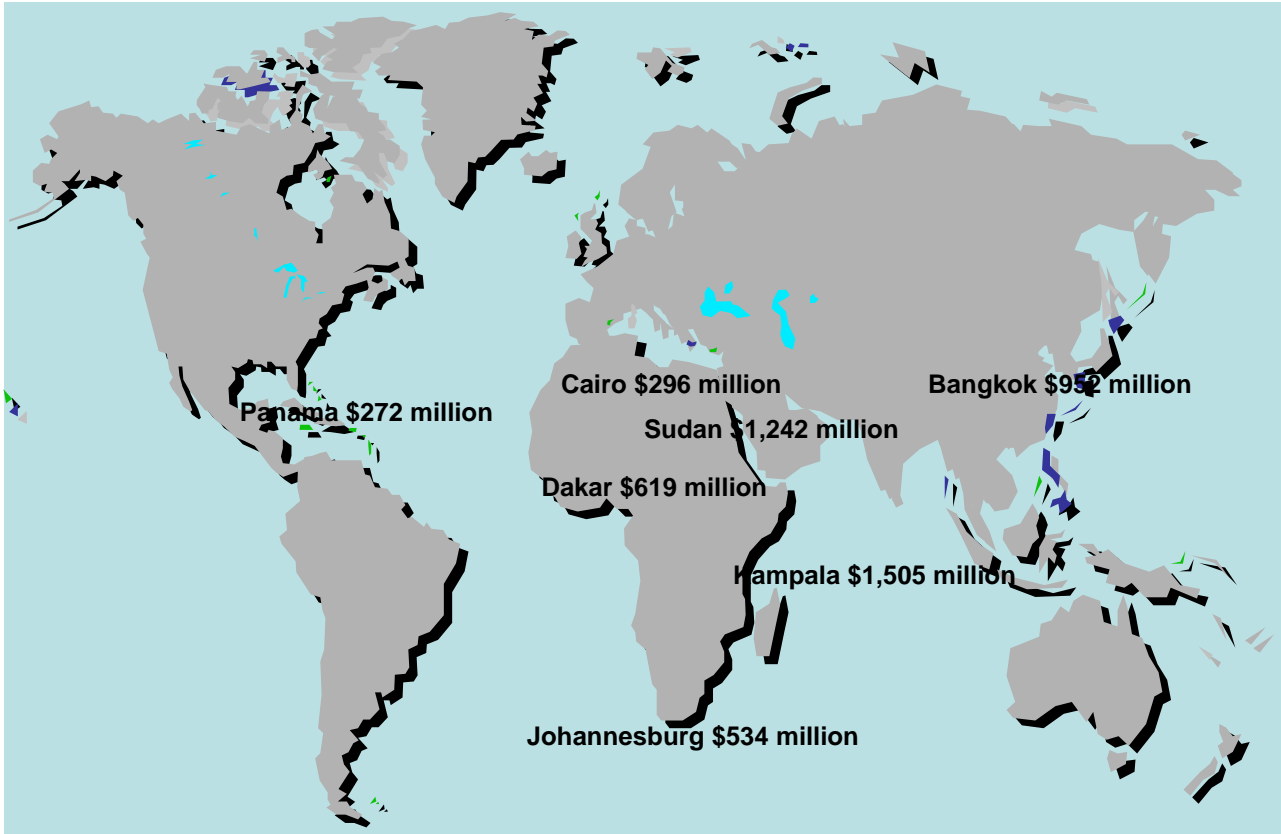 Cairo $296 million
Bangkok $952 million
Panama $272 million
Sudan $1,242 million
Dakar $619 million
Kampala $1,505 million
Johannesburg $534 million